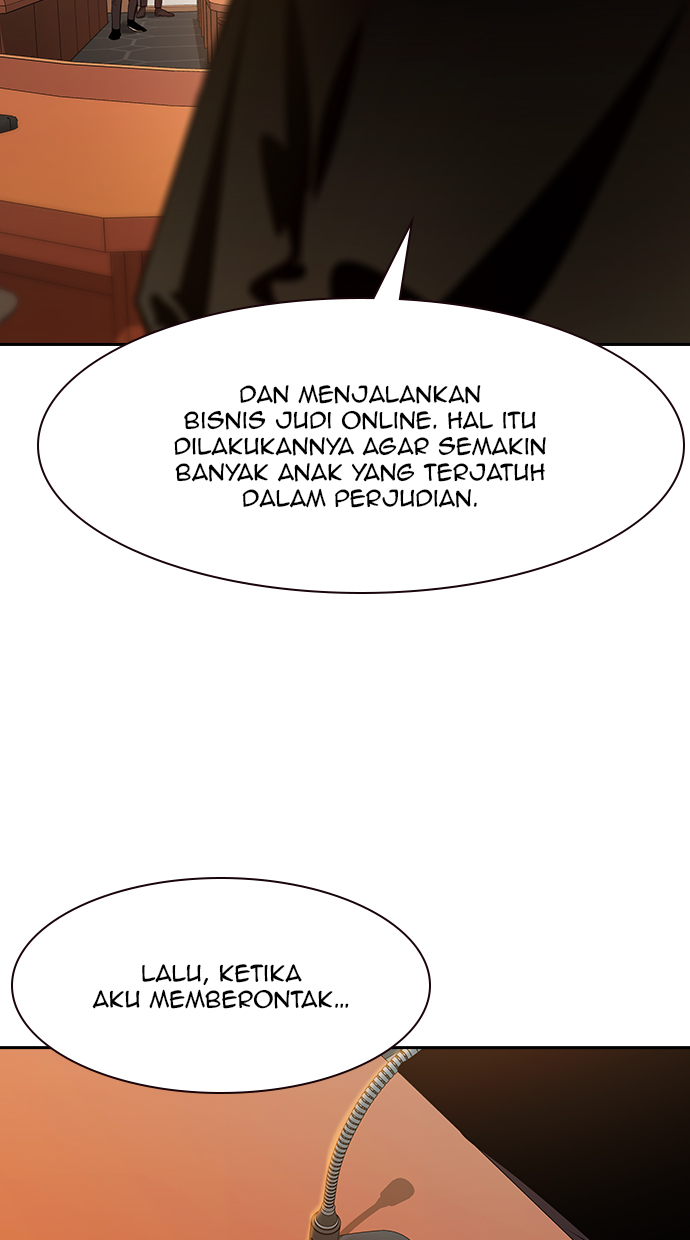 DAN MENJALANKAN
BISNIS JUDI ONLINE. HAL ITU
DILAKUKANNYA AGAR SEMAKIN
BANYAK ANAK YANG TERJATUH
DALAM PERJUDIAN.
LALU, KETIKA
AKU MEMBERONTAK...